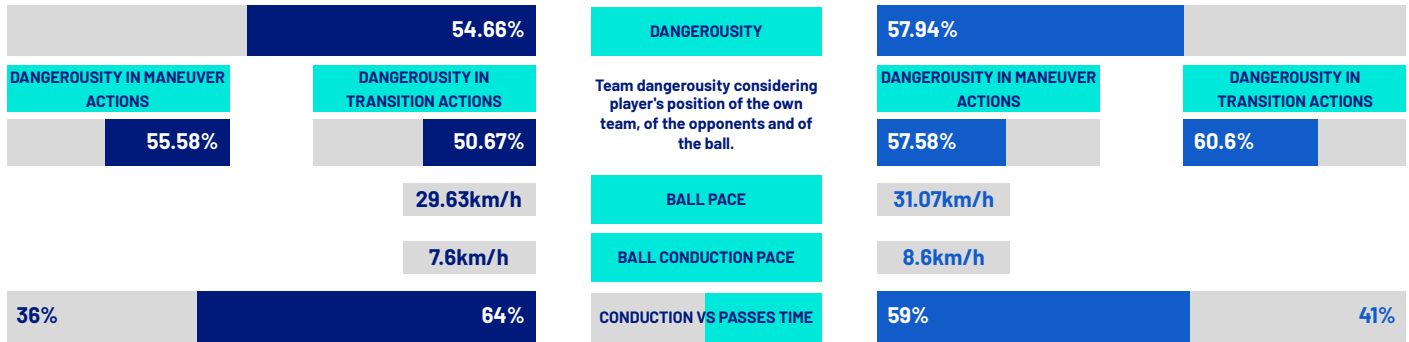 54.66%
DANGEROUSITY
57.94%
DANGEROUSITY IN MANEUVER
ACTIONS
DANGEROUSITY IN
TRANSITION ACTIONS
Team dangerousity considering
player's position of the own
team, of the opponents and of
the ball.
DANGEROUSITY IN MANEUVER
ACTIONS
DANGEROUSITY IN
TRANSITION ACTIONS
55.58%
50.67%
57.58%
60.6%
29.63km/h
BALL PACE
31.07km/h
7.6km/h
BALL CONDUCTION PACE
8.6km/h
36%
64%
CONDUCTION VS PASSES TIME
59%
41%